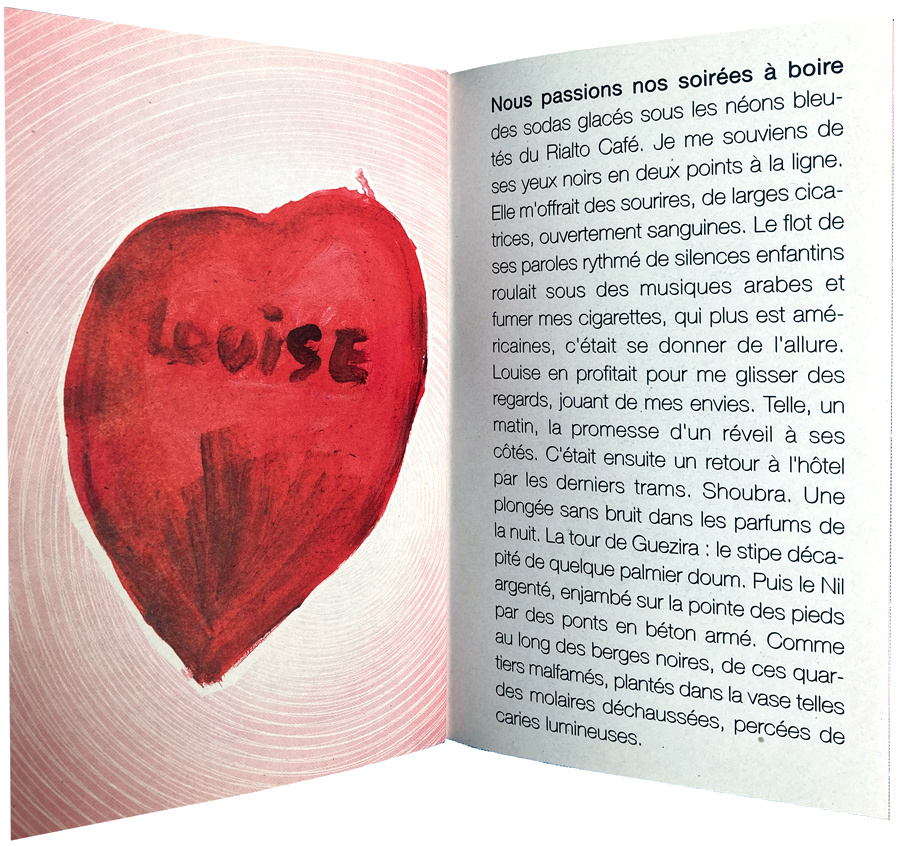 LOUiSE
Nous passions nos soirées à boire
des sodas glacés sous les néons bleu-
tés du Rialto Café. Je me souviens de
ses yeux noirs en deux points à la ligne.
Elle m'offrait des sourires, de larges cica-
trices, ouvertement sanguines. Le flot de
ses paroles rythmé de silences enfantins
roulait sous des musiques arabes et
fumer mes cigarettes, qui plus est amé-
ricaines, c'était se donner de l'allure.
Louise en profitait pour me glisser des
regards, jouant de mes envies. Telle, un
matin, la promesse d'un réveil à ses
côtés. C'était ensuite un retour à l'hôtel
par les derniers trams. Shoubra. Une
plongée sans bruit dans les parfums de
la nuit. La tour de Guezira : le stipe déca-
pité de quelque palmier doum. Puis le Nil
argenté, enjambé sur la pointe des pieds
par des ponts en béton armé. Comme
au long des berges noires, de ces quar-
tiers malfamés, plantés dans la vase telles
des molaires déchaussées, percées de
caries lumineuses.